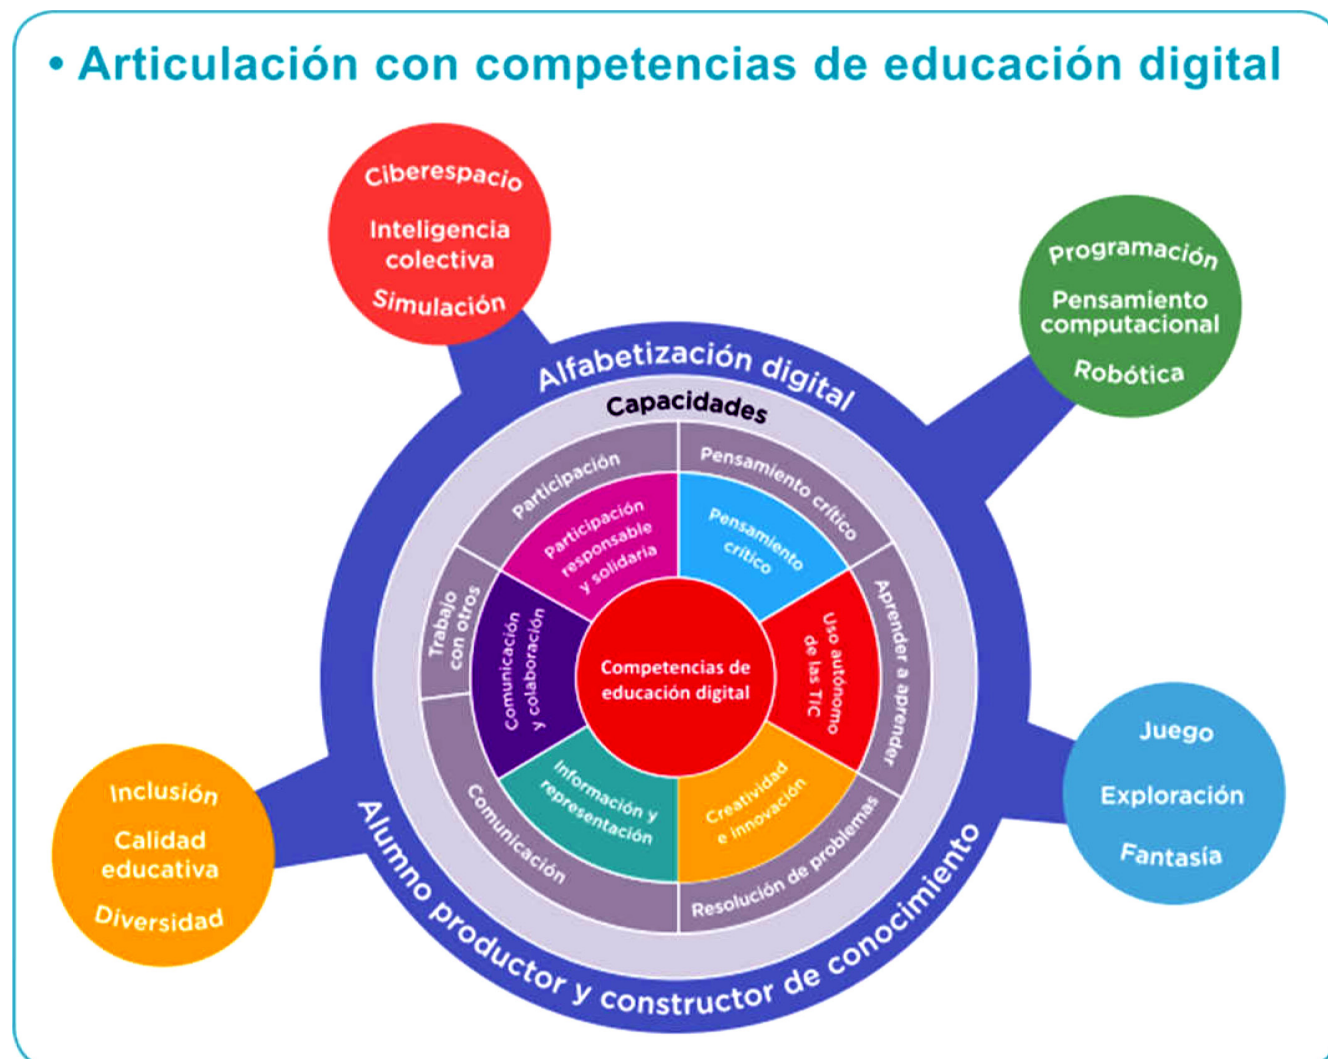 • Articulación con competencias de educación digital
Ciberespacio
Inteligencia
colectiva
Simulación
Programación
Pensamiento
computacional
Robótica
Alfabetización digital
Capacidades
Participación
Pensamiento crítico
Participación
responsable
y solidaria
Pensamiento
crítico
Trabajo
con otros
Comunicación
y colaboración
Competencias de
educación digital
Uso autónomo
de las TIC
Aprender a aprender
Información y
representación
Creatividad
e innovación
Comunicación
Resolución de problemas
Juego
Exploración
Fantasía
Inclusión
Calidad
educativa
Diversidad
Alumno productor y constructor de conocimiento